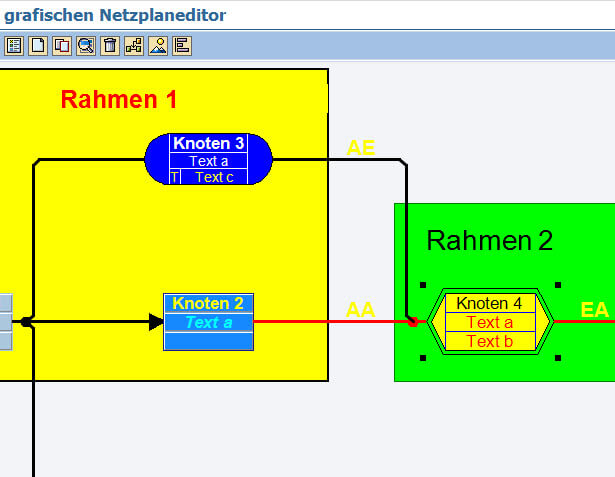 grafischen Netzplaneditor
Rahmen 1
Knoten 3
Text a
T Text c
AE
Rahmen 2
Knoten 2
Text a
AA
Knoten 4
Text a
Text b
EA